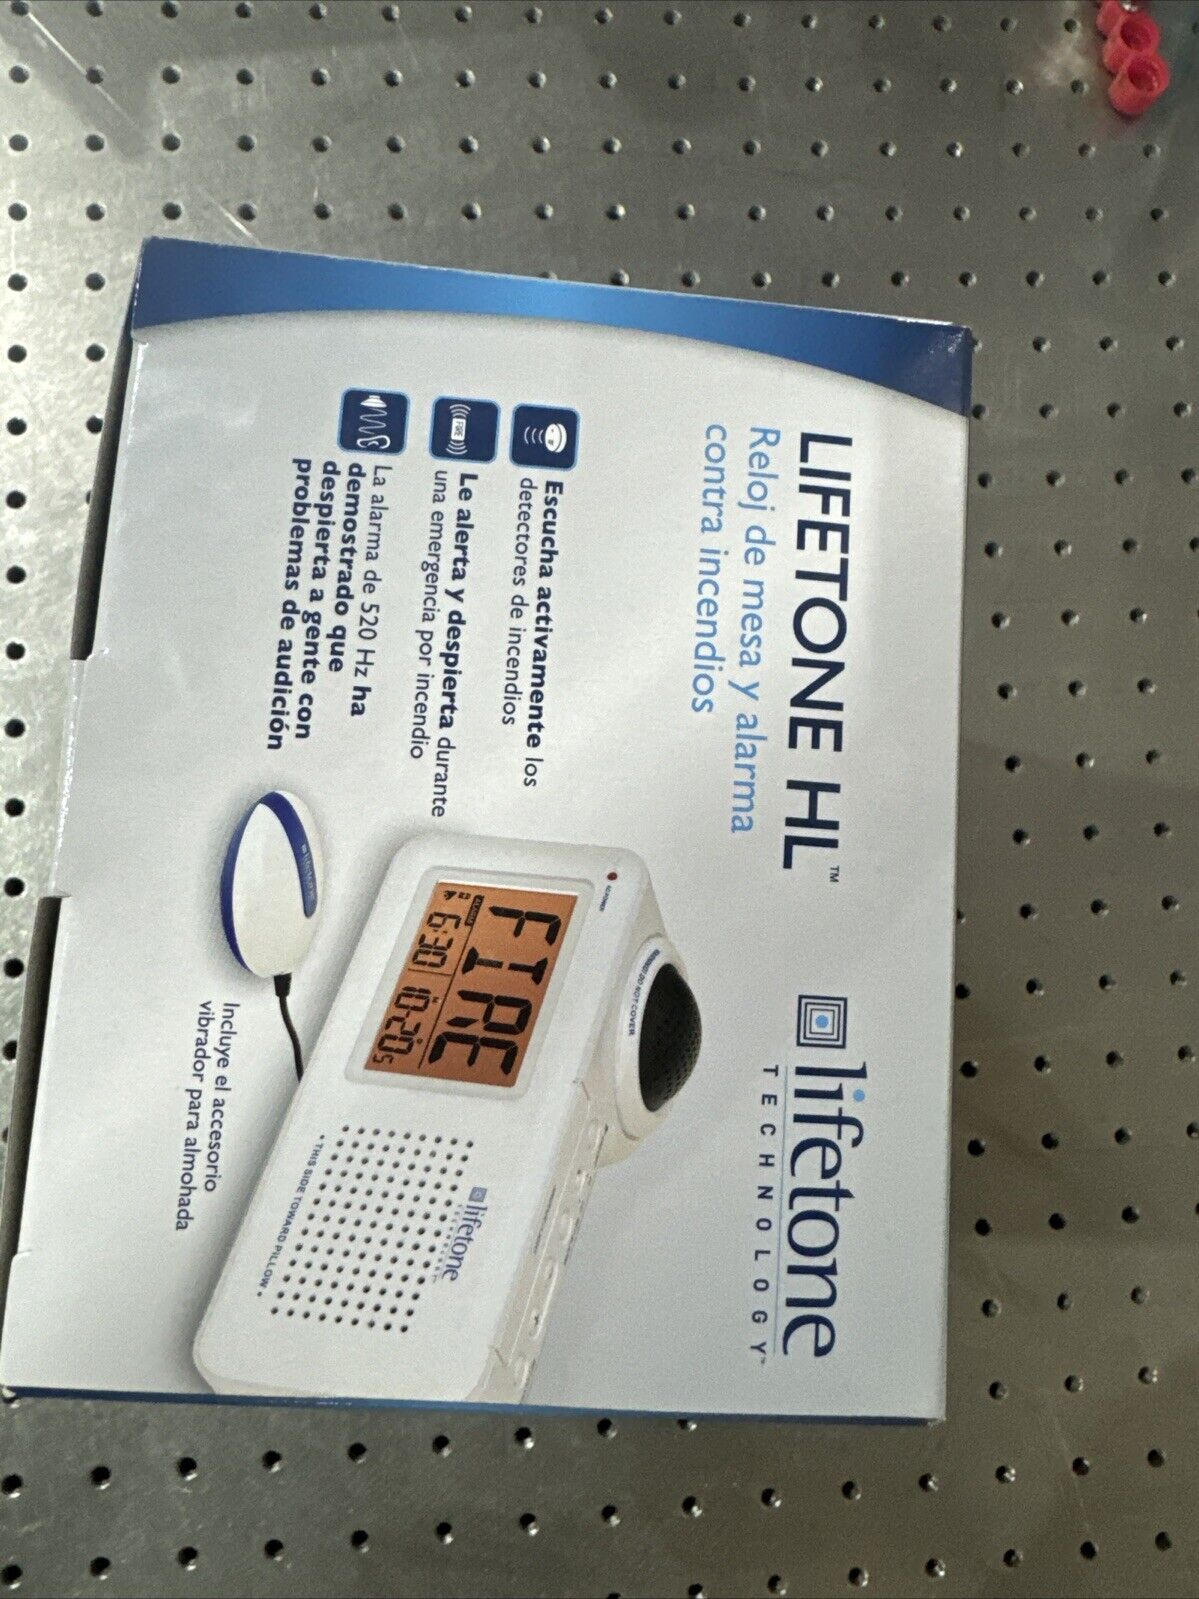 LIFETONE HL™
Reloj de mesa y alarma
contra incendios
lifetone
TECHNOLOGY™
Escucha activamente los
detectores de incendios
FIRE
Le alerta y despierta durante
una emergencia por incendio
La alarma de 520 Hz ha
demostrado que
despierta a gente con
problemas de audición
DO NOT COVER
FIRE
6:30
10:20
lifetone
TECHNOLOGY
• THIS SIDE TOWARD PILLOW •
lifetone
Incluye el accesorio
vibrador para almohada